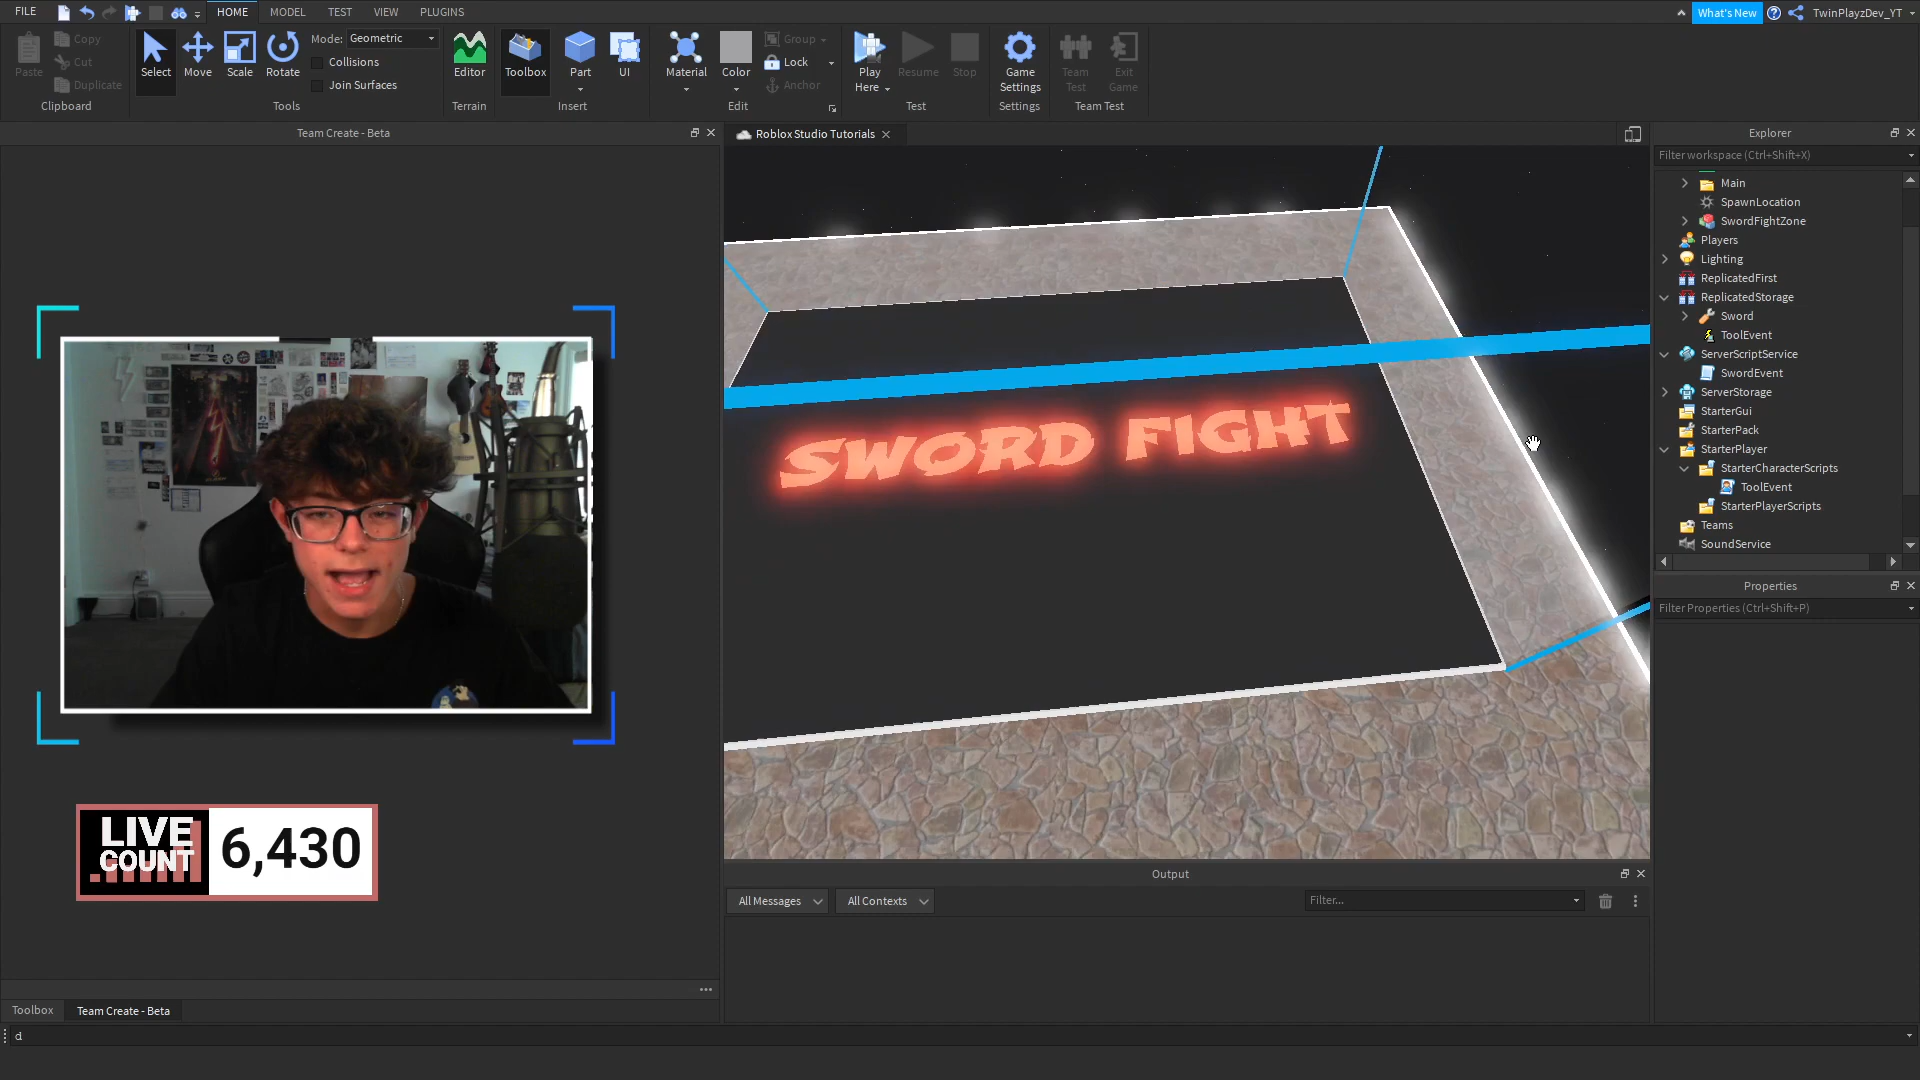 FILE HOME MODEL TEST VIEW PLUGINS What's New TwinPlayzDev_YT
Paste Copy Cut Duplicate
Clipboard
Select Move Scale Rotate
Mode: Geometric
Collisions
Join Surfaces
Tools
Editor
Terrain
Toolbox Part UI
Insert
Material Color Group Lock Anchor
Edit
Play Here Resume Stop
Test
Game Settings
Settings
Team Test Exit Game
Team Test
Team Create - Beta
Roblox Studio Tutorials
Explorer
Filter workspace (Ctrl+Shift+X)
Main
SpawnLocation
SwordFightZone
Players
Lighting
ReplicatedFirst
ReplicatedStorage
Sword
ToolEvent
ServerScriptService
SwordEvent
ServerStorage
StarterGui
StarterPack
StarterPlayer
StarterCharacterScripts
ToolEvent
StarterPlayerScripts
Teams
SoundService
Properties
Filter Properties (Ctrl+Shift+P)
SWORD FIGHT
LIVE
COUNT
6,430
Output
All Messages All Contexts Filter...
Toolbox Team Create - Beta
d